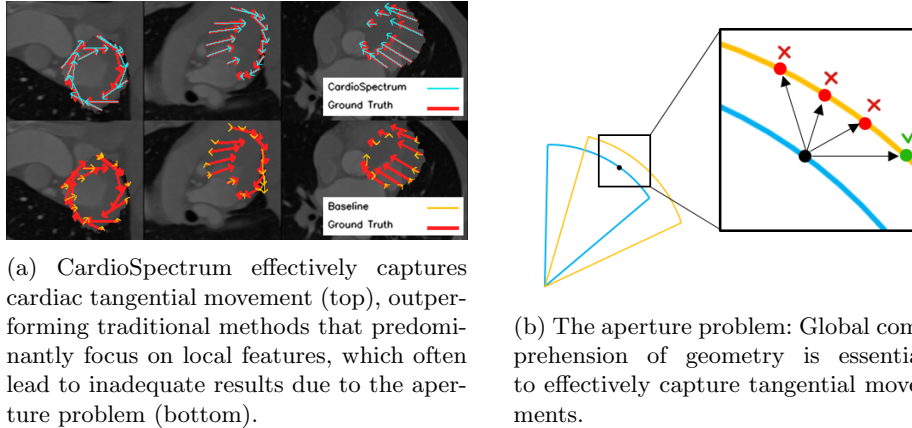 CardioSpectrum
Ground Truth
Baseline
Ground Truth
(a) CardioSpectrum effectively captures
cardiac tangential movement (top), outper-
forming traditional methods that predomi-
nantly focus on local features, which often
lead to inadequate results due to the aper-
ture problem (bottom).
(b) The aperture problem: Global com
prehension of geometry is essentia
to effectively capture tangential move
ments.